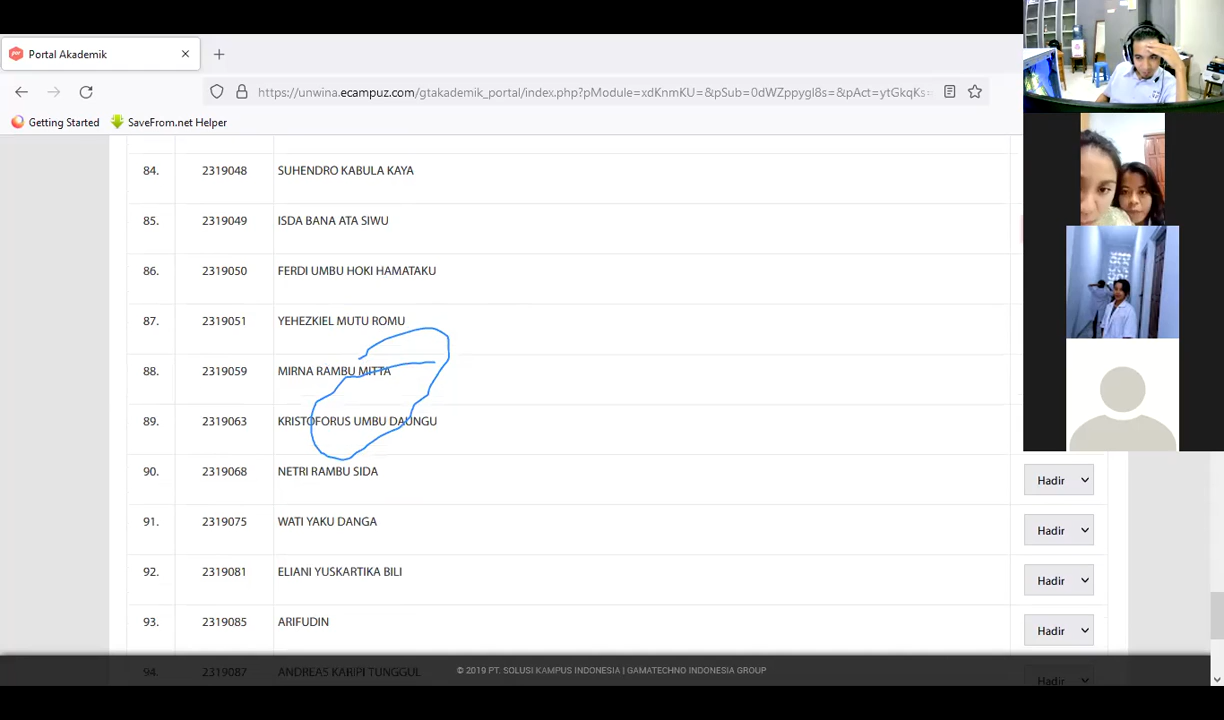 Portal Akademik
https://unwina.ecampuz.com/gtakademik_portal/index.php?pModule=xdKnmKU=&pSub=0dWZppygl8s=&pAct=ytGkqKs=
Getting Started SaveFrom.net Helper
84. 2319048 SUHENDRO KABULA KAYA
85. 2319049 ISDA BANA ATA SIWU
86. 2319050 FERDI UMBU HOKI HAMATAKU
87. 2319051 YEHEZKIEL MUTU ROMU
88. 2319059 MIRNA RAMBU MITTA
89. 2319063 KRISTOFORUS UMBU DAUNGU
90. 2319068 NETRI RAMBU SIDA Hadir
91. 2319075 WATI YAKU DANGA Hadir
92. 2319081 ELIANI YUSKARTIKA BILI Hadir
93. 2319085 ARIFUDIN Hadir
94. 2319087 ANDREAS KARIPI TUNGGUL Hadir
© 2019 PT. SOLUSI KAMPUS INDONESIA | GAMATECHNO INDONESIA GROUP